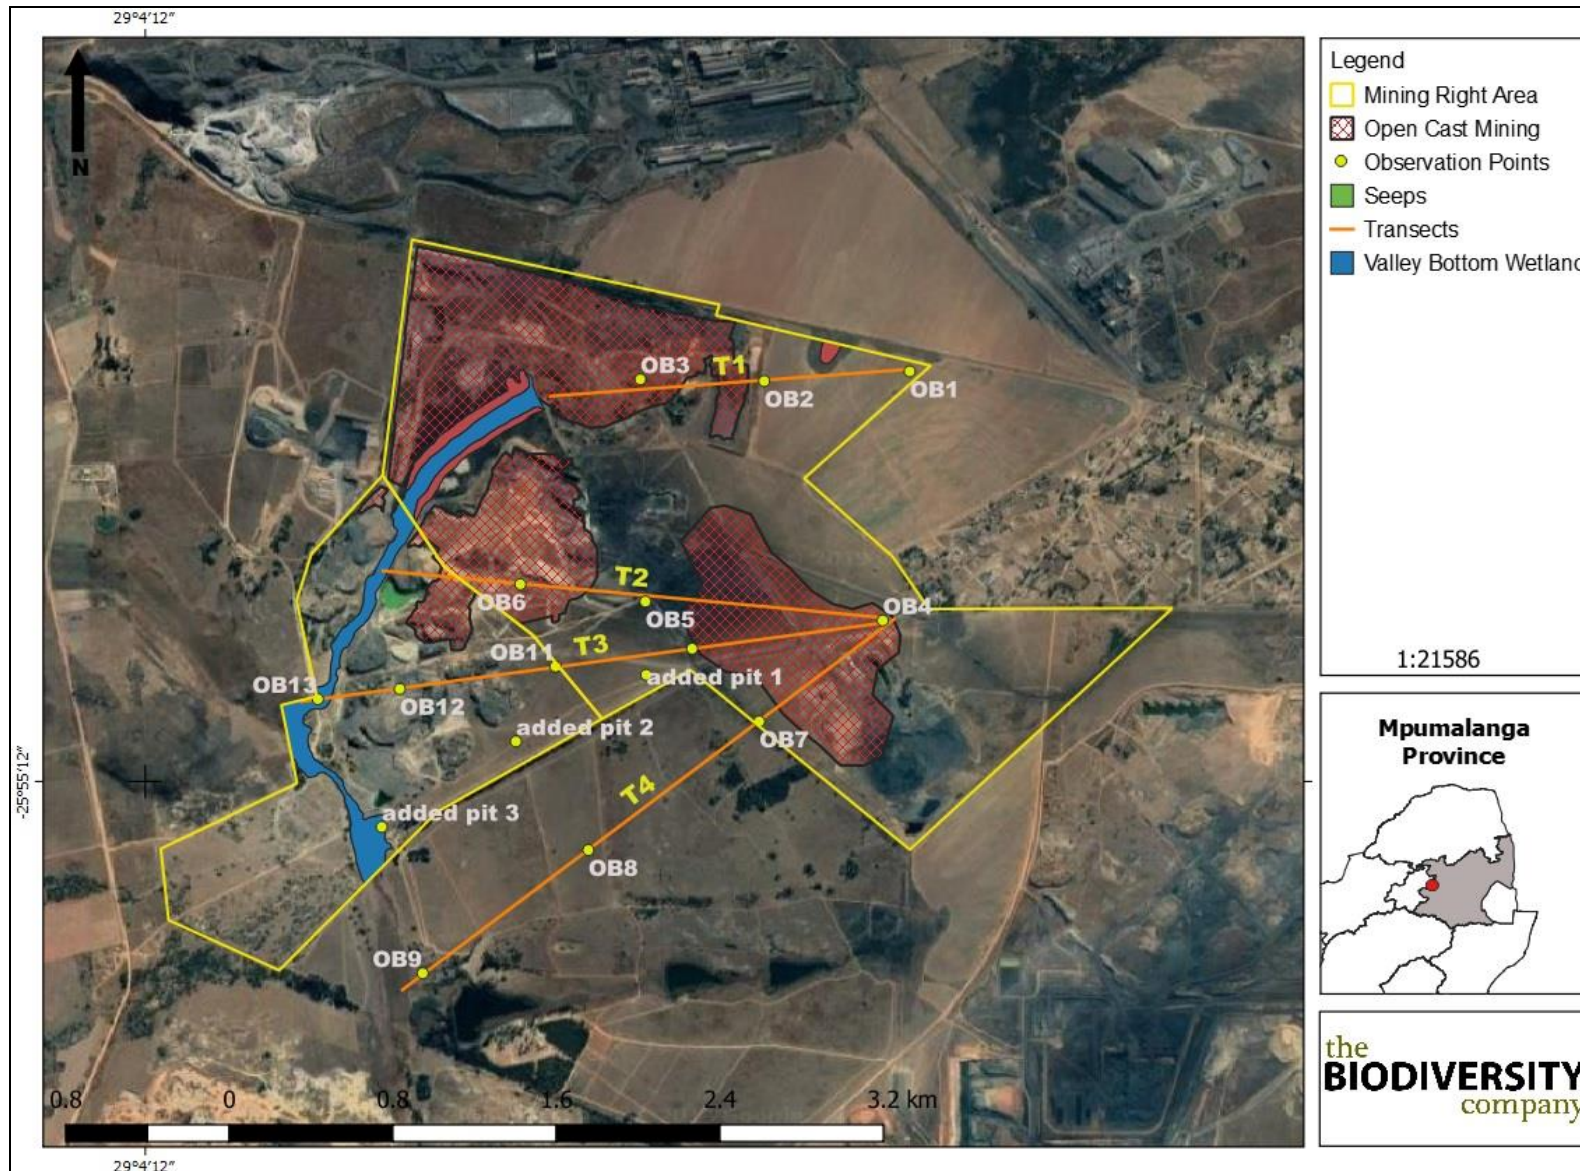 29°4'12"
N
Legend
Mining Right Area
Open Cast Mining
Observation Points
Seeps
Transects
Valley Bottom Wetland
OB3
T1
OB1
OB2
T2
OB6
OB5
OB4
OB11
T3
added pit 1
OB13
OB12
added pit 2
OB7
T4
added pit 3
OB8
OB9
-25°55'12"
0.8 0 0.8 1.6 2.4 3.2 km
29°4'12"
1:21586
Mpumalanga
Province
the
BIODIVERSITY
company